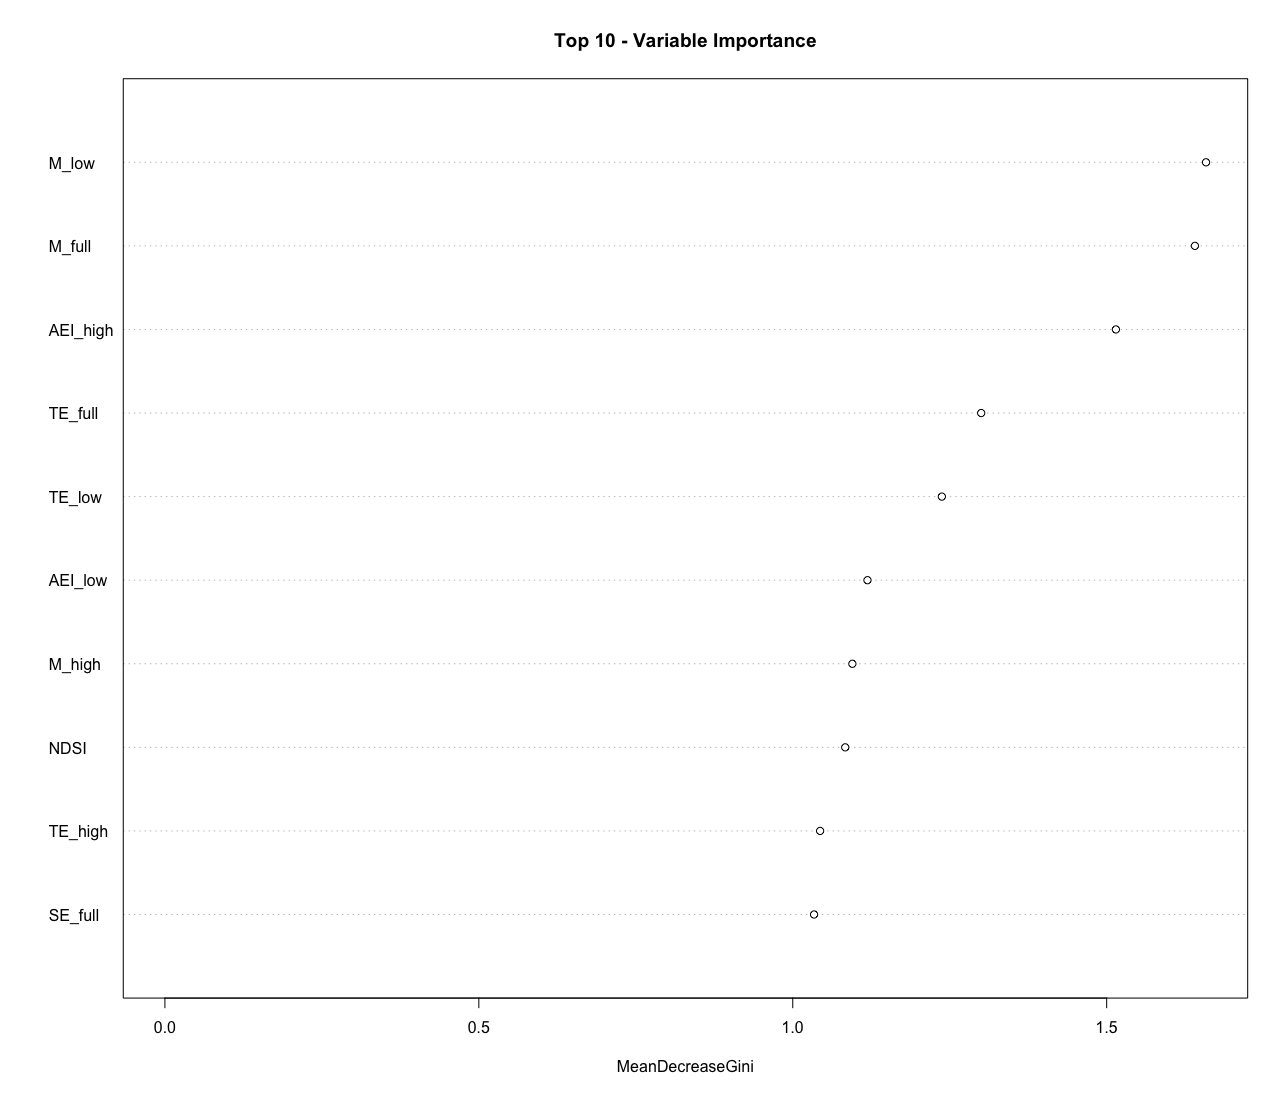 Top 10 - Variable Importance
M_low
M_full
AEI_high
TE_full
TE_low
AEI_low
M_high
NDSI
TE_high
SE_full
0.0 0.5 1.0 1.5
MeanDecreaseGini